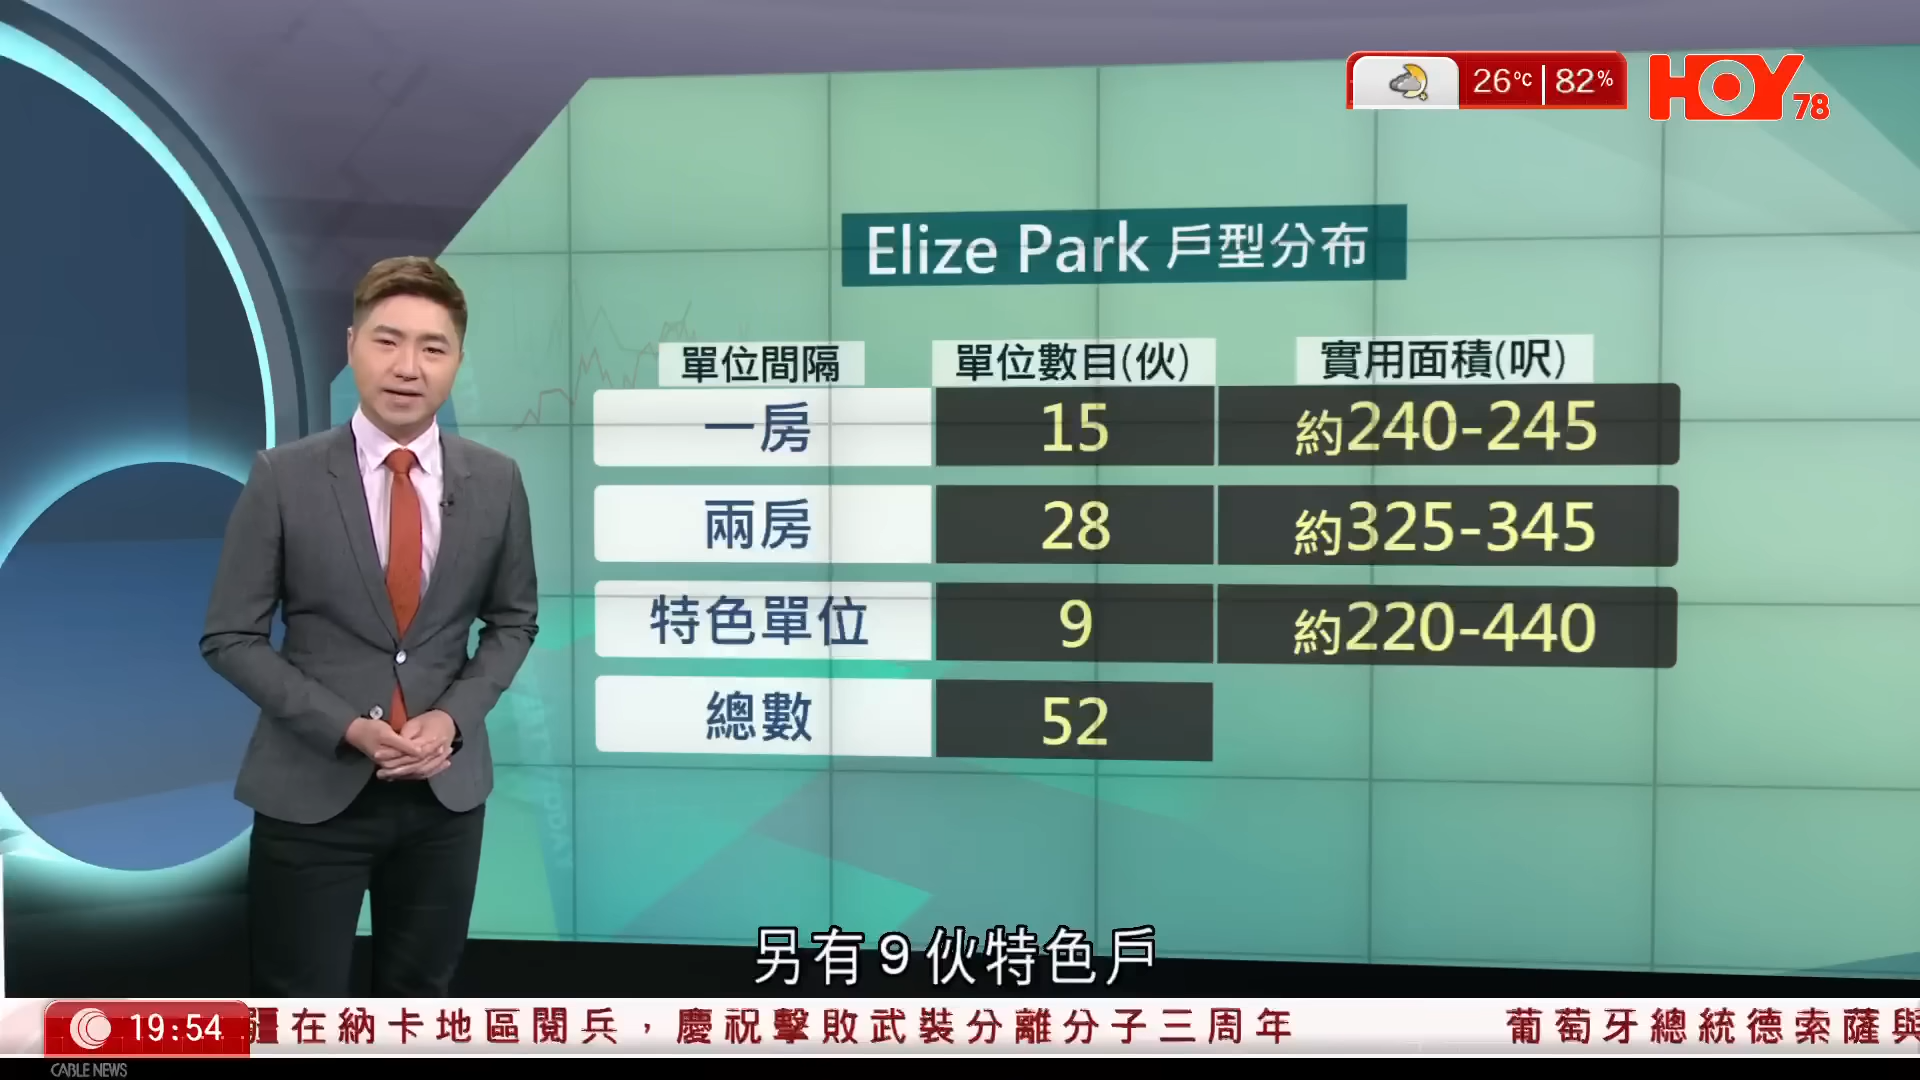 26°C | 82%
HOY 78
Elize Park 戶型分布
單位間隔 單位數目(伙) 實用面積(呎)
一房 15 約240-245
兩房 28 約325-345
特色單位 9 約220-440
總數 52
另有9伙特色戶
19:54 疆在納卡地區閱兵，慶祝擊敗武裝分離分子三周年 葡萄牙總統德索薩與
CABLE NEWS